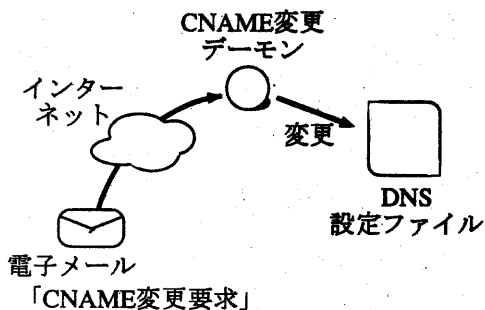 CNAME変更
デーモン
インター
ネット
変更
DNS
設定ファイル
電子メール
「CNAME変更要求」